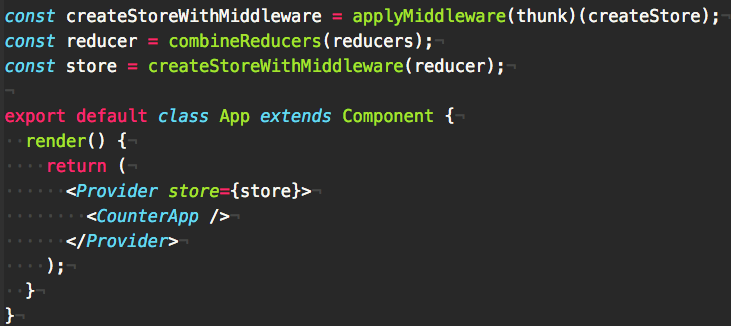 const createStoreWithMiddleware = applyMiddleware(thunk)(createStore);
const reducer = combineReducers(reducers);
const store = createStoreWithMiddleware(reducer);

export default class App extends Component {
  render() {
    return (
      <Provider store={store}>
        <CounterApp />
      </Provider>
    );
  }
}